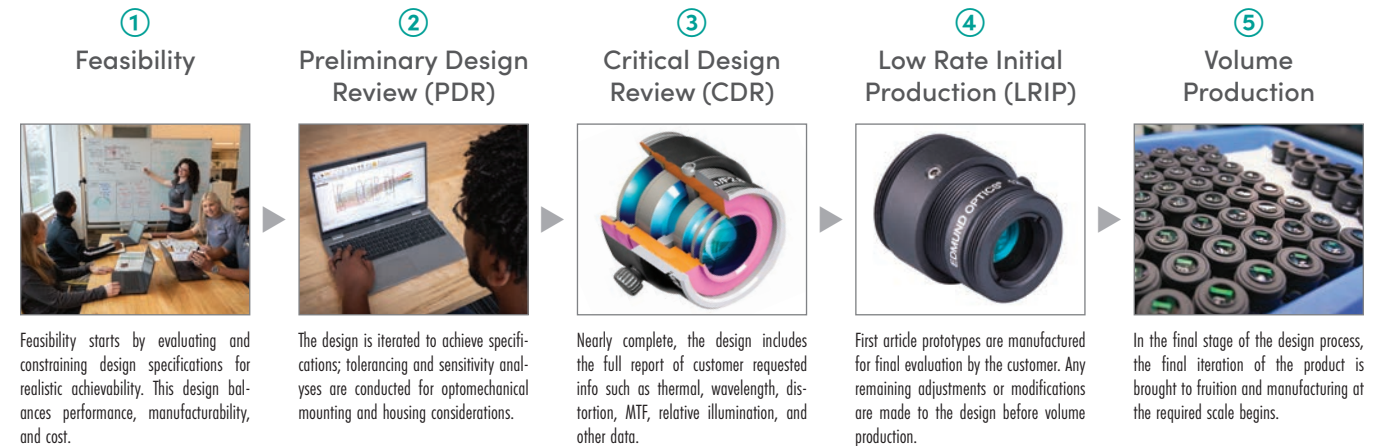 1
Feasibility
Feasibility starts by evaluating and
constraining design specifications for
realistic achievability. This design bal-
ances performance, manufacturability,
and cost.
2
Preliminary Design
Review (PDR)
The design is iterated to achieve specifi-
cations; tolerancing and sensitivity anal-
yses are conducted for optomechanical
mounting and housing considerations.
3
Critical Design
Review (CDR)
Nearly complete, the design includes
the full report of customer requested
info such as thermal, wavelength, dis-
tortion, MTF, relative illumination, and
other data.
4
Low Rate Initial
Production (LRIP)
EDMUND OPTICS®
First article prototypes are manufactured
for final evaluation by the customer. Any
remaining adjustments or modifications
are made to the design before volume
production.
5
Volume
Production
In the final stage of the design process,
the final iteration of the product is
brought to fruition and manufacturing at
the required scale begins.